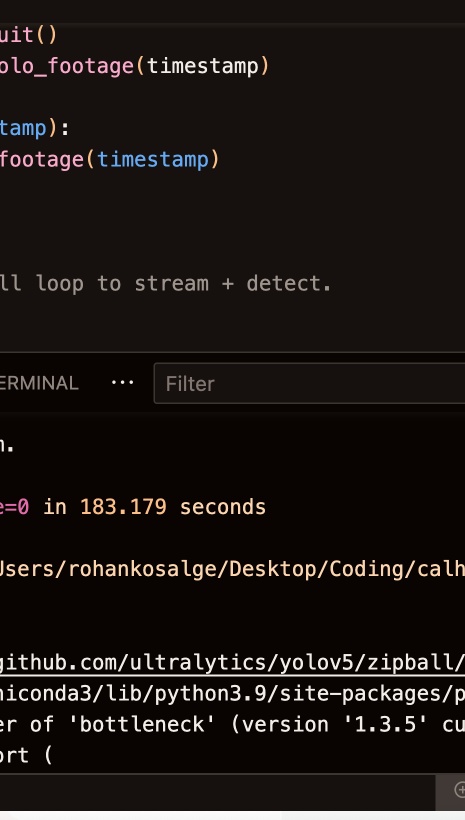 uit()
olo_footage(timestamp)
tamp):
footage(timestamp)
ll loop to stream + detect.
ERMINAL ··· Filter
n.
e=0 in 183.179 seconds
Users/rohankosalge/Desktop/Coding/calh
github.com/ultralytics/yolov5/zipball/
niconda3/lib/python3.9/site-packages/p
er of 'bottleneck' (version '1.3.5' cu
ort (